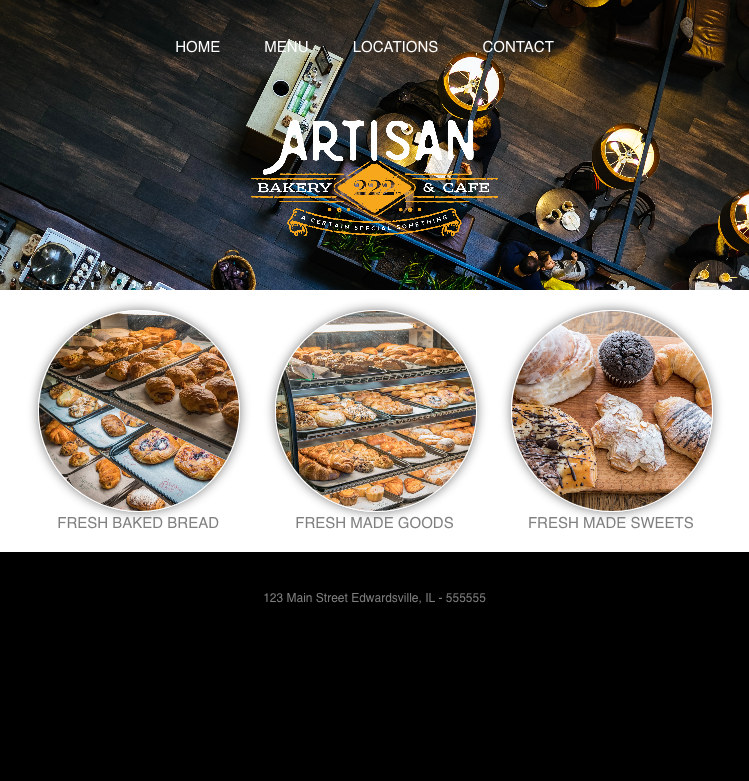 HOME MENU LOCATIONS CONTACT
ARTISAN
BAKERY 222 & CAFE
A CERTAIN SPECIAL SOMETHING
FRESH BAKED BREAD FRESH MADE GOODS FRESH MADE SWEETS
123 Main Street Edwardsville, IL - 555555